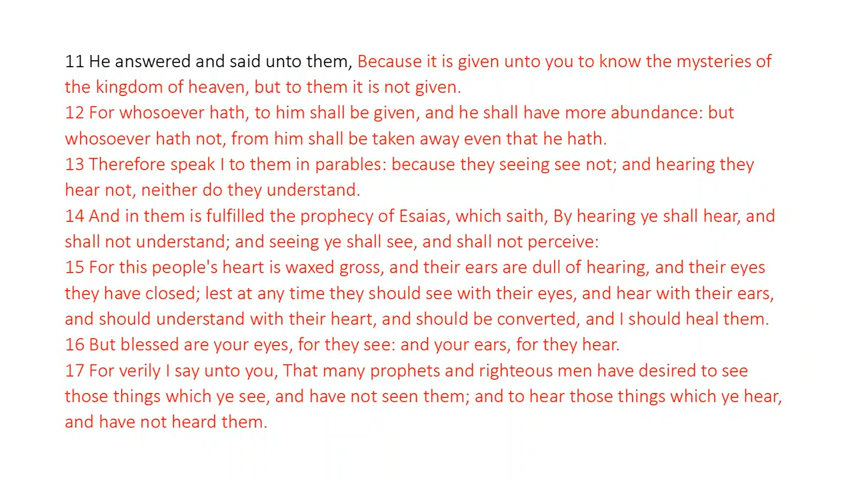 11 He answered and said unto them, Because it is given unto you to know the mysteries of
the kingdom of heaven, but to them it is not given.
12 For whosoever hath, to him shall be given, and he shall have more abundance: but
whosoever hath not, from him shall be taken away even that he hath.
13 Therefore speak I to them in parables: because they seeing see not; and hearing they
hear not, neither do they understand.
14 And in them is fulfilled the prophecy of Esaias, which saith, By hearing ye shall hear, and
shall not understand; and seeing ye shall see, and shall not perceive:
15 For this people's heart is waxed gross, and their ears are dull of hearing, and their eyes
they have closed; lest at any time they should see with their eyes, and hear with their ears,
and should understand with their heart, and should be converted, and I should heal them.
16 But blessed are your eyes, for they see: and your ears, for they hear.
17 For verily I say unto you, That many prophets and righteous men have desired to see
those things which ye see, and have not seen them; and to hear those things which ye hear,
and have not heard them.